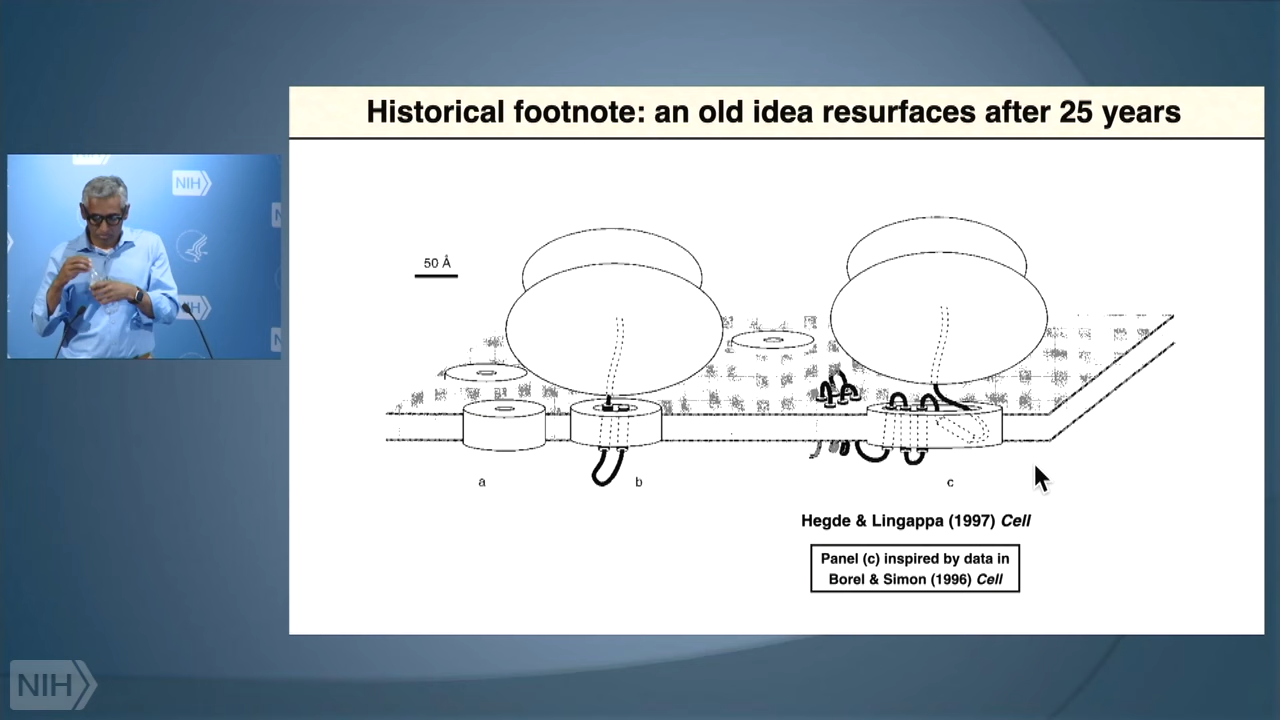 Historical footnote: an old idea resurfaces after 25 years
NIH
NIH
50 Å
a
b
c
Hegde & Lingappa (1997) Cell
Panel (c) inspired by data in
Borel & Simon (1996) Cell
NIH